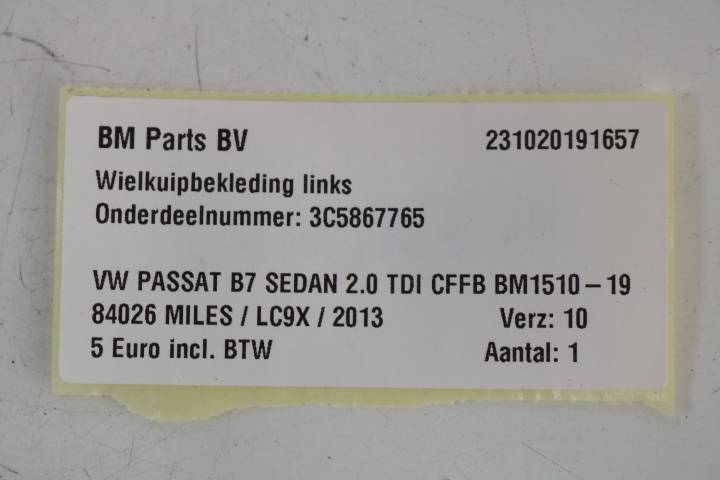 BM Parts BV 231020191657
Wielkuipbekleding links
Onderdeelnummer: 3C5867765
VW PASSAT B7 SEDAN 2.0 TDI CFFB BM1510-19
84026 MILES / LC9X / 2013 Verz: 10
5 Euro incl. BTW Aantal: 1